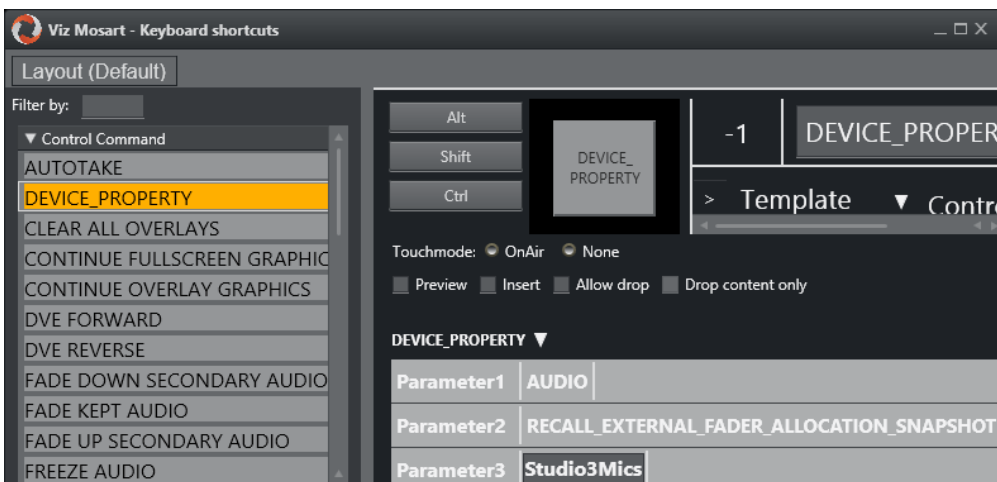 Viz Mosart - Keyboard shortcuts
Layout (Default)
Filter by:
▼ Control Command
AUTOTAKE
DEVICE_PROPERTY
CLEAR ALL OVERLAYS
CONTINUE FULLSCREEN GRAPHIC
CONTINUE OVERLAY GRAPHICS
DVE FORWARD
DVE REVERSE
FADE DOWN SECONDARY AUDIO
FADE KEPT AUDIO
FADE UP SECONDARY AUDIO
FREEZE AUDIO
Alt
Shift
Ctrl
DEVICE_
PROPERTY
-1 DEVICE_PROPER
> Template ▼ Contro
Touchmode: OnAir None
Preview Insert Allow drop Drop content only
DEVICE_PROPERTY ▼
Parameter1 AUDIO
Parameter2 RECALL_EXTERNAL_FADER_ALLOCATION_SNAPSHOT
Parameter3 Studio3Mics